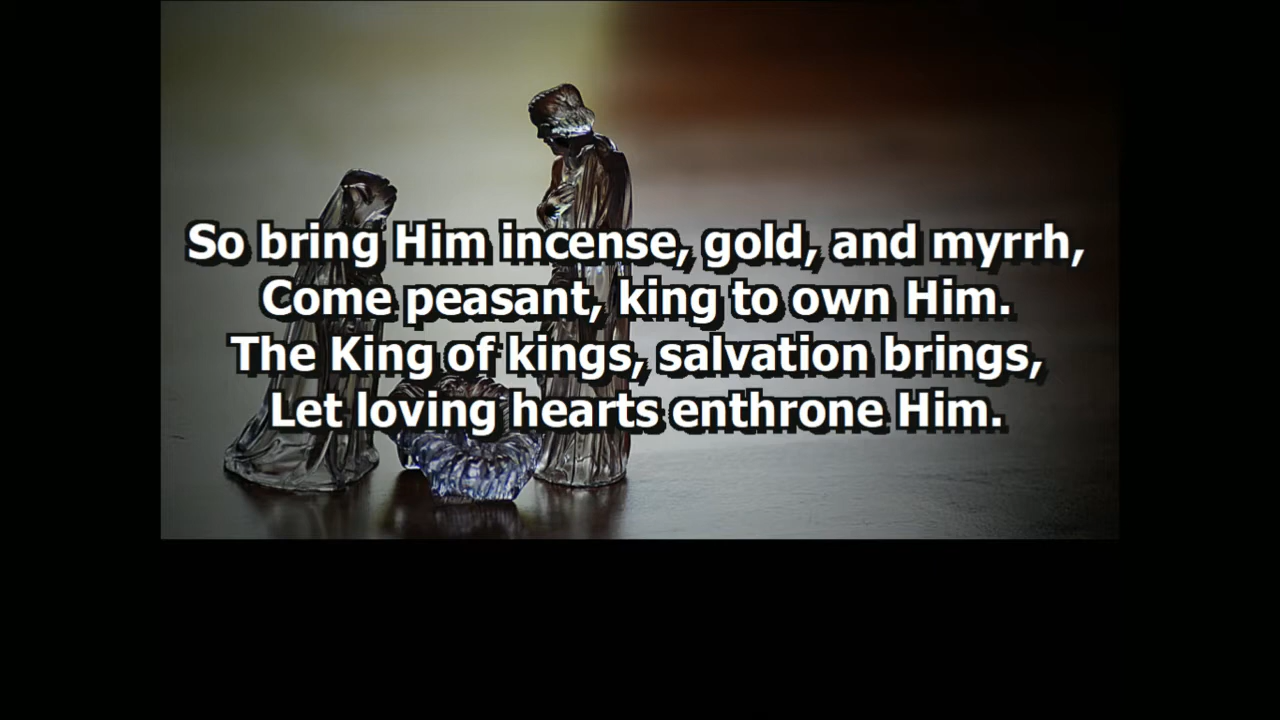 So bring Him incense, gold, and myrrh,
Come peasant, king to own Him.
The King of kings, salvation brings,
Let loving hearts enthrone Him.